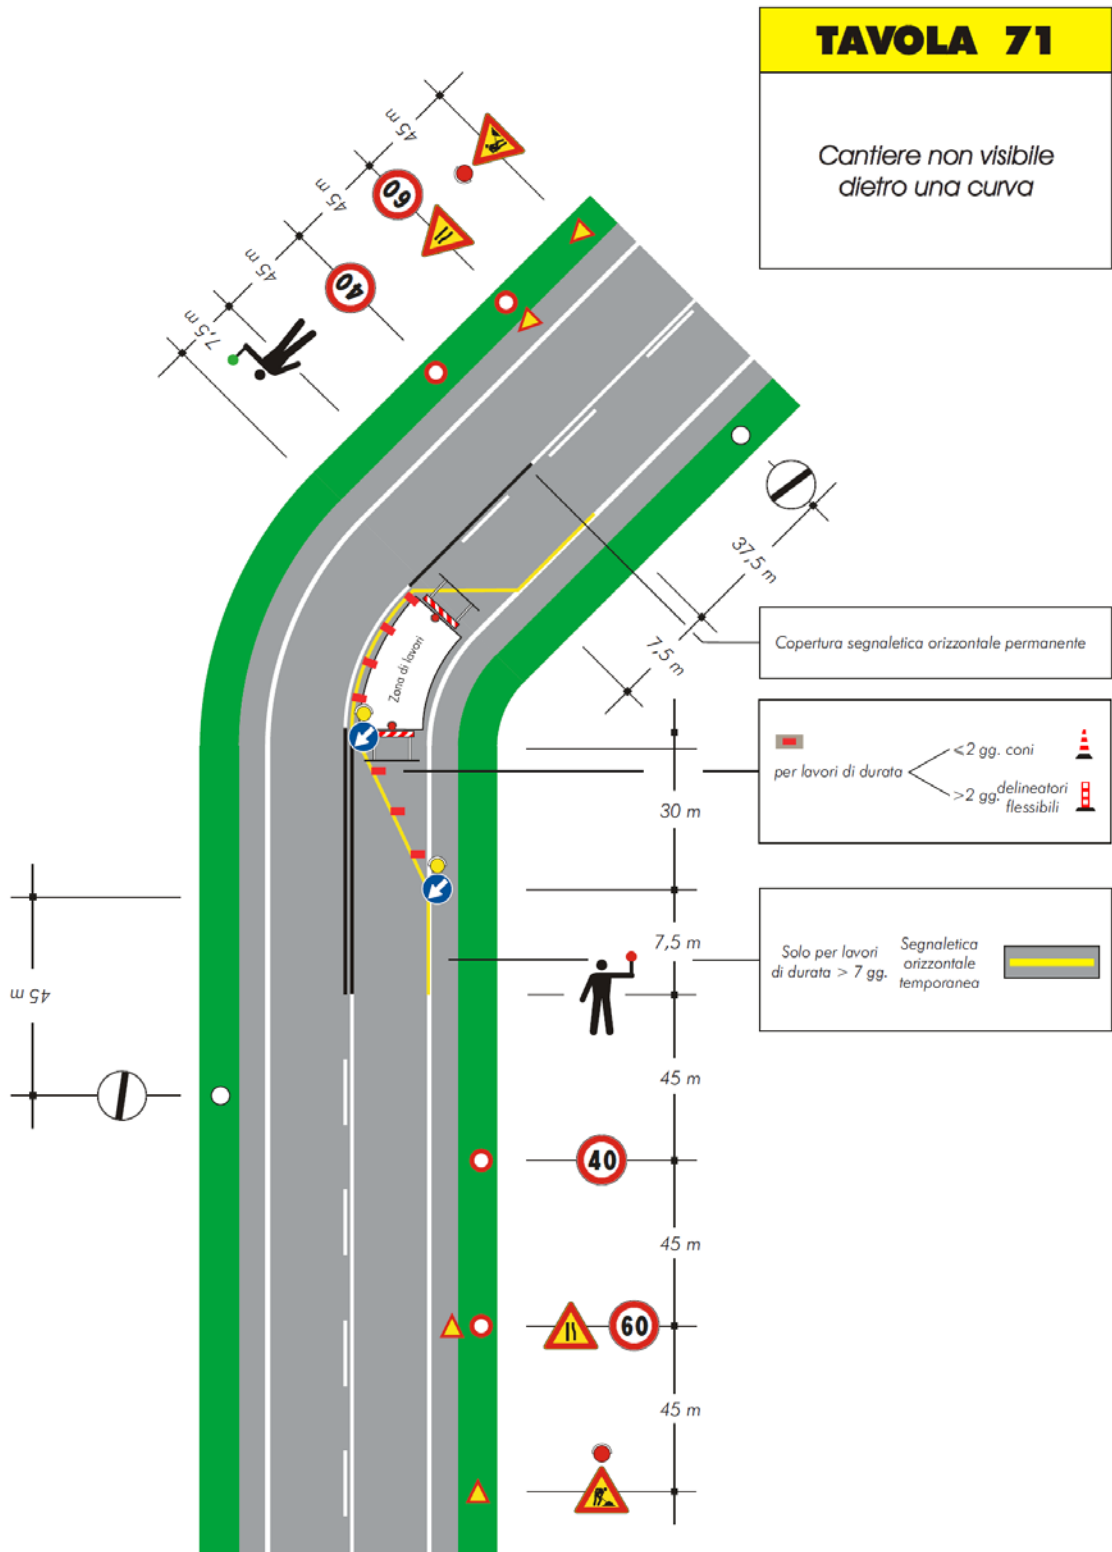 TAVOLA 71
Cantiere non visibile
dietro una curva
45 m
45 m
60
45 m
40
7,5 m
37,5 m
7,5 m
Copertura segnaletica orizzontale permanente
Zona di lavori
per lavori di durata
≤2 gg. coni
>2 gg. delineatori
flessibili
30 m
7,5 m
Solo per lavori
di durata > 7 gg.
Segnaletica
orizzontale
temporanea
45 m
45 m
40
45 m
60
45 m